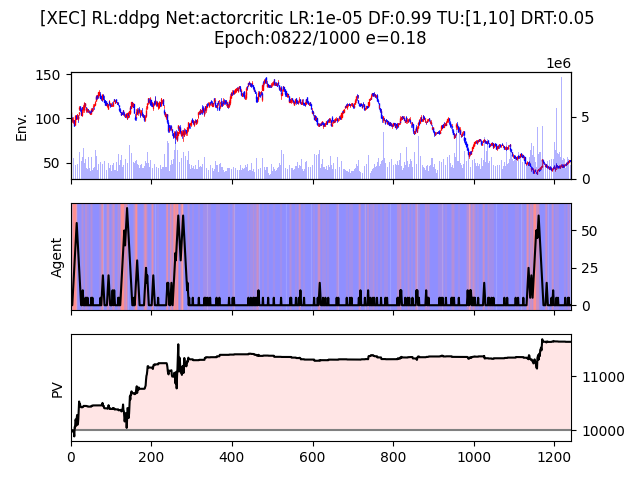 [XEC] RL:ddpg Net:actorcritic LR:1e-05 DF:0.99 TU:[1,10] DRT:0.05
Epoch:0822/1000 e=0.18
1e6
150
100
50
Env.
5
0
Agent
50
25
0
PV
11000
10000
0
200
400
600
800
1000
1200